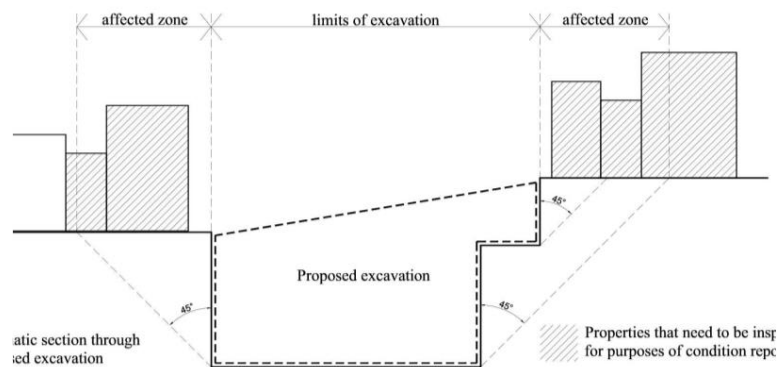 affected zone
limits of excavation
affected zone
45°
Proposed excavation
45°
45°
atic section through
sed excavation
Properties that need to be insp
for purposes of condition repo